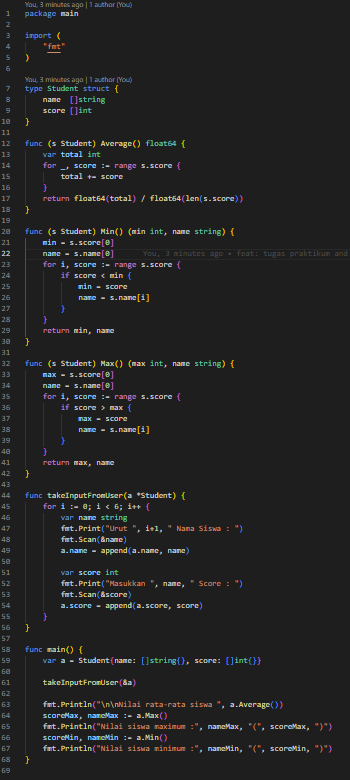 You, 3 minutes ago | 1 author (You)
1 package main
2
3 import (
4 "fmt"
5 )
6
You, 3 minutes ago | 1 author (You)
7 type Student struct {
8 name []string
9 score []int
10 }
11
12 func (s Student) Average() float64 {
13 var total int
14 for _, score := range s.score {
15 total += score
16 }
17 return float64(total) / float64(len(s.score))
18 }
19
20 func (s Student) Min() (min int, name string) {
21 min = s.score[0]
22 name = s.name[0] You, 3 minutes ago • feat: tugas praktikum and
23 for i, score := range s.score {
24 if score < min {
25 min = score
26 name = s.name[i]
27 }
28 }
29 return min, name
30 }
31
32 func (s Student) Max() (max int, name string) {
33 max = s.score[0]
34 name = s.name[0]
35 for i, score := range s.score {
36 if score > max {
37 max = score
38 name = s.name[i]
39 }
40 }
41 return max, name
42 }
43
44 func takeInputFromUser(a *Student) {
45 for i := 0; i < 6; i++ {
46 var name string
47 fmt.Print("Urut ", i+1, " Nama Siswa : ")
48 fmt.Scan(&name)
49 a.name = append(a.name, name)
50
51 var score int
52 fmt.Print("Masukkan ", name, " Score : ")
53 fmt.Scan(&score)
54 a.score = append(a.score, score)
55 }
56 }
57
58 func main() {
59 var a = Student{name: []string{}, score: []int{}}
60
61 takeInputFromUser(&a)
62
63 fmt.Println("\n\nNilai rata-rata siswa ", a.Average())
64 scoreMax, nameMax := a.Max()
65 fmt.Println("Nilai siswa maximum :", nameMax, "(", scoreMax, ")")
66 scoreMin, nameMin := a.Min()
67 fmt.Println("Nilai siswa minimum :", nameMin, "(", scoreMin, ")")
68 }
69